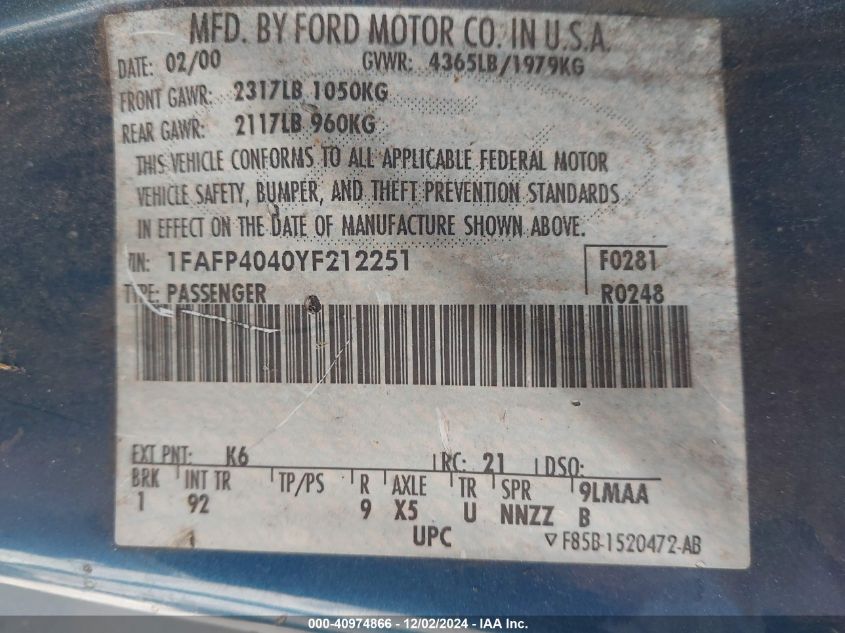 MFD. BY FORD MOTOR CO. IN U.S.A.
DATE: 02/00 GVWR: 4365LB/1979KG
FRONT GAWR: 2317LB 1050KG
REAR GAWR: 2117LB 960KG
THIS VEHICLE CONFORMS TO ALL APPLICABLE FEDERAL MOTOR
VEHICLE SAFETY, BUMPER, AND THEFT PREVENTION STANDARDS
IN EFFECT ON THE DATE OF MANUFACTURE SHOWN ABOVE.
VIN: 1FAFP4040YF212251 F0281
TYPE: PASSENGER R0248
EXT PNT: K6 RC: 21 DSO:
BRK INT TR TP/PS R AXLE TR SPR 9LMAA
1 92 9 X5 U NNZZ B
UPC ▽ F85B-1520472-AB
000-40974866 - 12/02/2024 - IAA Inc.